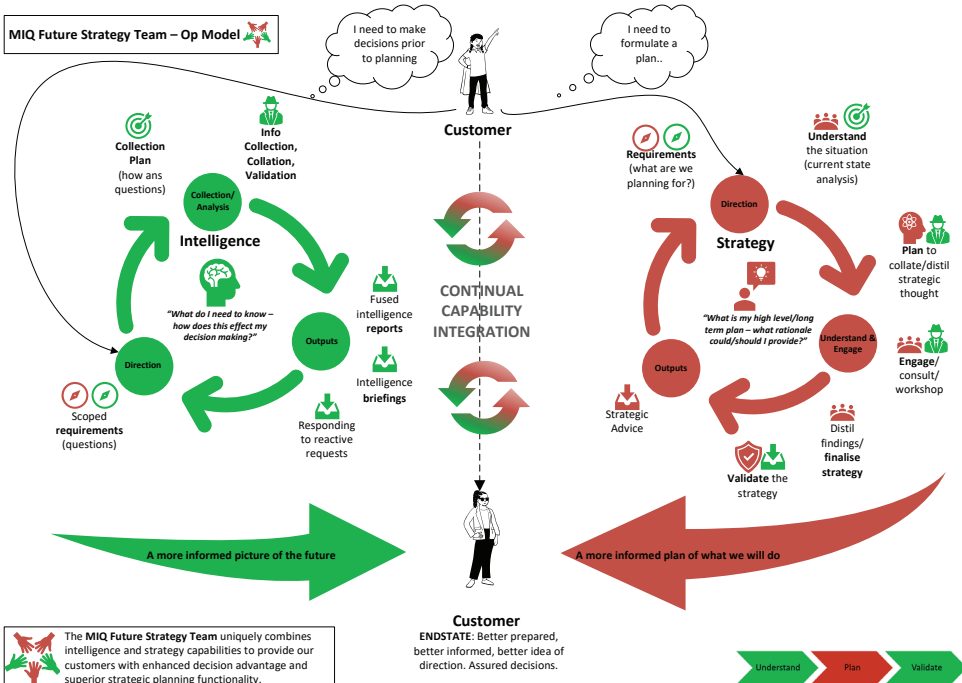 MIQ Future Strategy Team – Op Model
I need to make
decisions prior
to planning
I need to
formulate a
plan..
Customer
Collection
Plan
(how ans
questions)
Info
Collection,
Collation,
Validation
Collection/
Analysis
Intelligence
"What do I need to know –
how does this effect my
decision making?"
Direction
Outputs
Scoped
requirements
(questions)
Fused
intelligence
reports
Intelligence
briefings
Responding
to reactive
requests
CONTINUAL
CAPABILITY
INTEGRATION
Requirements
(what are we
planning for?)
Understand
the situation
(current state
analysis)
Direction
Strategy
"What is my high level/long
term plan – what rationale
could/should I provide?"
Plan to
collate/distil
strategic
thought
Understand &
Engage
Engage/
consult/
workshop
Outputs
Strategic
Advice
Distil
findings/
finalise
strategy
Validate the
strategy
A more informed picture of the future
A more informed plan of what we will do
Customer
ENDSTATE: Better prepared,
better informed, better idea of
direction. Assured decisions.
The MIQ Future Strategy Team uniquely combines
intelligence and strategy capabilities to provide our
customers with enhanced decision advantage and
superior strategic planning functionality.
Understand
Plan
Validate